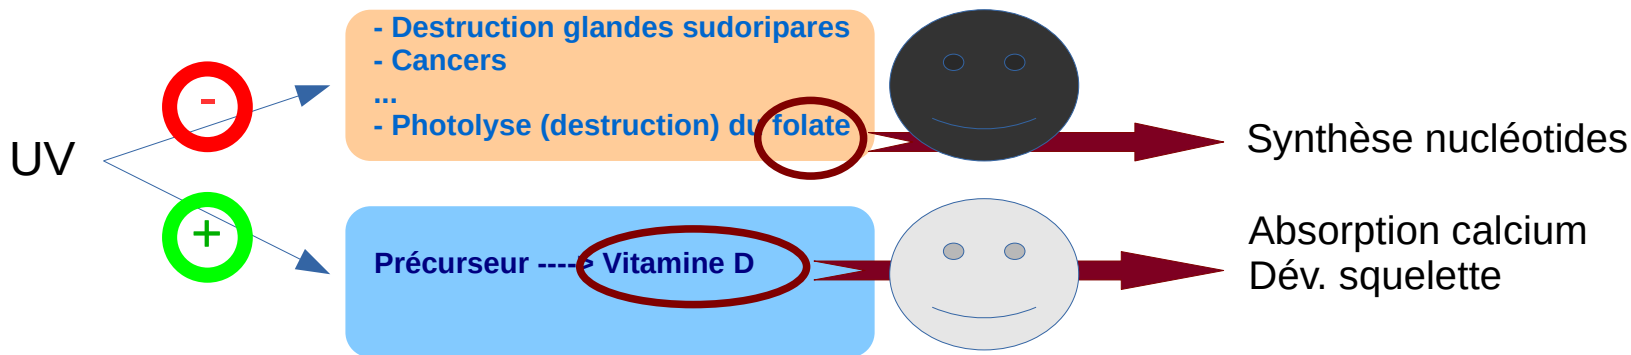 UV
-
- Destruction glandes sudoripares
- Cancers
...
- Photolyse (destruction) du folate
Synthèse nucléotides
+
Précurseur ----> Vitamine D
Absorption calcium
Dév. squelette